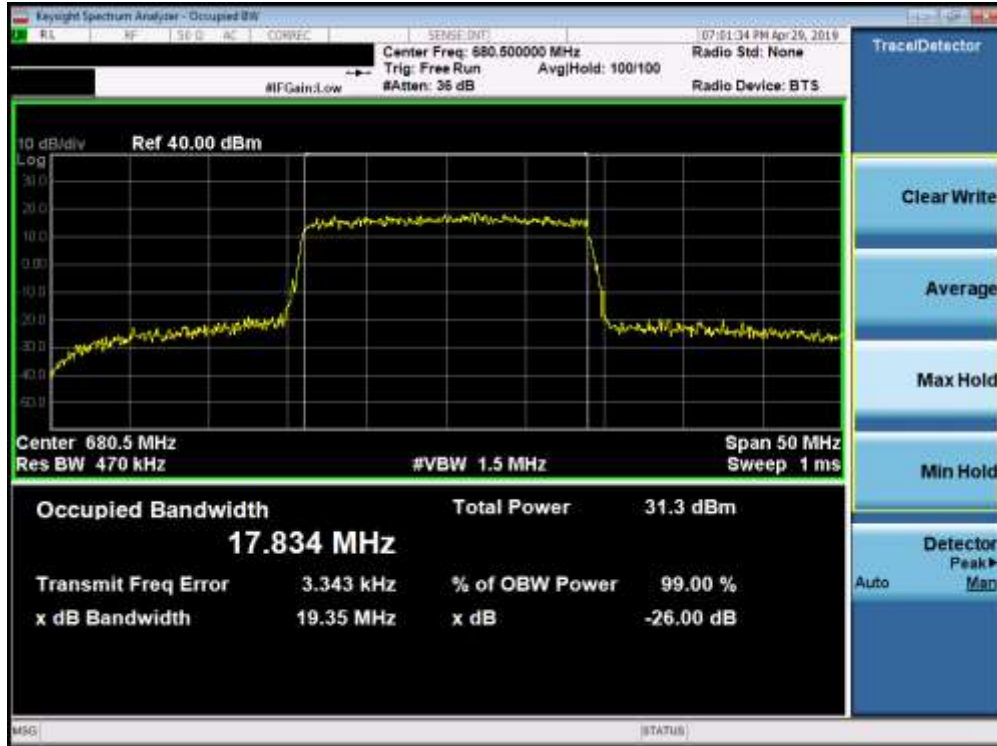 Keysight Spectrum Analyzer - Occupied BW
RL RF 50 Ω AC CORREC SENSE:INT 07:01:34 PM Apr 29, 2019
Center Freq: 680.500000 MHz Radio Std: None
Trig: Free Run Avg|Hold: 100/100
#IFGain:Low #Atten: 36 dB Radio Device: BTS
Trace/Detector
10 dB/div Ref 40.00 dBm
Log
30.0
20.0
10.0
0.00
-10.0
-20.0
-30.0
-40.0
-50.0
Center 680.5 MHz Span 50 MHz
Res BW 470 kHz #VBW 1.5 MHz Sweep 1 ms
Occupied Bandwidth Total Power 31.3 dBm
17.834 MHz
Transmit Freq Error 3.343 kHz % of OBW Power 99.00 %
x dB Bandwidth 19.35 MHz x dB -26.00 dB
Clear Write
Average
Max Hold
Min Hold
Detector
Peak▶
Auto Man
MSG STATUS